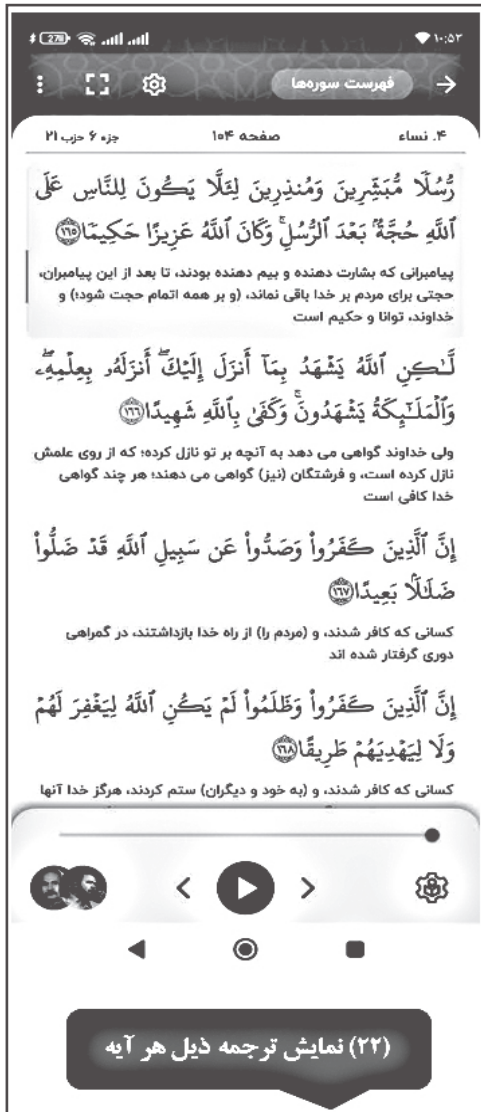 ۱۰:۵۲
27
فهرست سوره‌ها
۴. نساء صفحه ۱۰۴ جزء ۶ حزب ۲۱
رُّسُلًا مُّبَشِّرِينَ وَمُنذِرِينَ لِئَلَّا يَكُونَ لِلنَّاسِ عَلَى
ٱللَّهِ حُجَّةُۢ بَعْدَ ٱلرُّسُلِۚ وَكَانَ ٱللَّهُ عَزِيزًا حَكِيمًا ۝١٦٥
پیامبرانی که بشارت دهنده و بیم دهنده بودند، تا بعد از این پیامبران،
حجتی برای مردم بر خدا باقی نماند، (و بر همه اتمام حجت شود؛) و
خداوند، توانا و حکیم است
لَّـٰكِنِ ٱللَّهُ يَشْهَدُ بِمَآ أَنزَلَ إِلَيْكَۖ أَنزَلَهُۥ بِعِلْمِهِۦۖ
وَٱلْمَلَـٰٓئِكَةُ يَشْهَدُونَۚ وَكَفَىٰ بِٱللَّهِ شَهِيدًا ۝١٦٦
ولی خداوند گواهی می دهد به آنچه بر تو نازل کرده؛ که از روی علمش
نازل کرده است، و فرشتگان (نیز) گواهی می دهند؛ هر چند گواهی
خدا کافی است
إِنَّ ٱلَّذِينَ كَفَرُوا۟ وَصَدُّوا۟ عَن سَبِيلِ ٱللَّهِ قَدْ ضَلُّوا۟
ضَلَـٰلًۢا بَعِيدًا ۝١٦٧
کسانی که کافر شدند، و (مردم را) از راه خدا بازداشتند، در گمراهی
دوری گرفتار شده اند
إِنَّ ٱلَّذِينَ كَفَرُوا۟ وَظَلَمُوا۟ لَمْ يَكُنِ ٱللَّهُ لِيَغْفِرَ لَهُمْ
وَلَا لِيَهْدِيَهُمْ طَرِيقًا ۝١٦٨
کسانی که کافر شدند، و (به خود و دیگران) ستم کردند، هرگز خدا آنها
(۲۲) نمایش ترجمه ذیل هر آیه